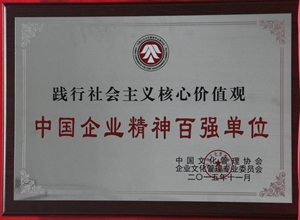 践行社会主义核心价值观
中国企业精神百强单位
中国文化管理协会
企业文化管理专业委员会
二〇一五年十一月